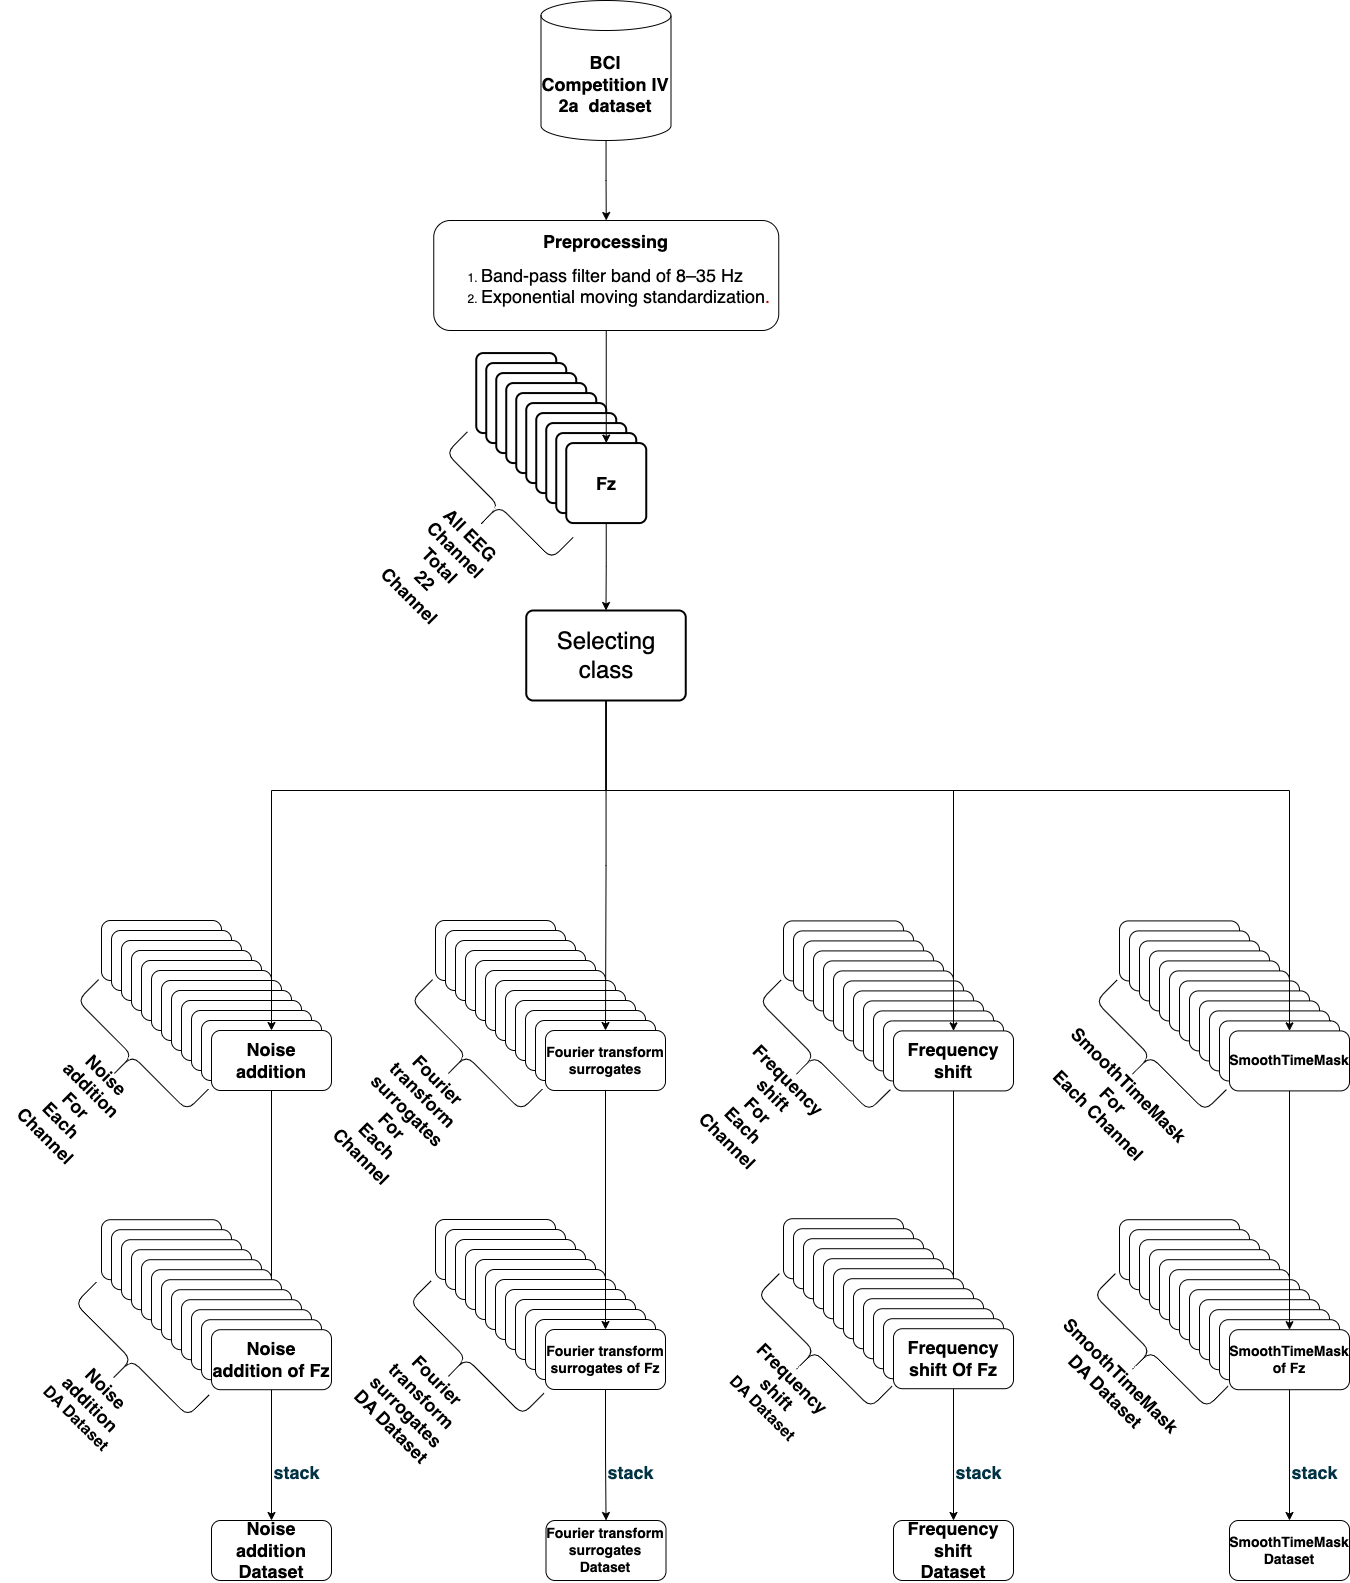 BCI
Competition IV
2a dataset
Preprocessing
1. Band-pass filter band of 8–35 Hz
2. Exponential moving standardization.
Fz
All EEG
Channel
Total
22
Channel
Selecting
class
Noise
addition
Noise
addition
For
Each
Channel
Fourier transform
surrogates
Fourier
transform
surrogates
For
Each
Channel
Frequency
shift
Frequency
shift
For
Each
Channel
SmoothTimeMask
SmoothTimeMask
For
Each Channel
Noise
addition of Fz
Noise
addition
DA Dataset
Fourier transform
surrogates of Fz
Fourier
transform
surrogates
DA Dataset
Frequency
shift Of Fz
Frequency
shift
DA Dataset
SmoothTimeMask
of Fz
SmoothTimeMask
DA Dataset
stack
stack
stack
stack
Noise
addition
Dataset
Fourier transform
surrogates
Dataset
Frequency
shift
Dataset
SmoothTimeMask
Dataset